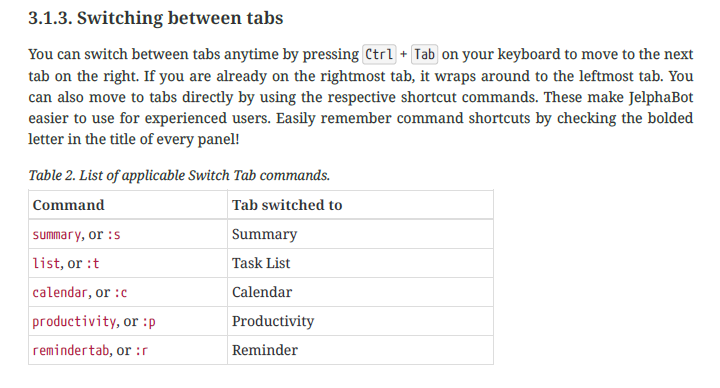 3.1.3. Switching between tabs
You can switch between tabs anytime by pressing Ctrl + Tab on your keyboard to move to the next
tab on the right. If you are already on the rightmost tab, it wraps around to the leftmost tab. You
can also move to tabs directly by using the respective shortcut commands. These make JelphaBot
easier to use for experienced users. Easily remember command shortcuts by checking the bolded
letter in the title of every panel!
Table 2. List of applicable Switch Tab commands.
Command Tab switched to
summary, or :s Summary
list, or :t Task List
calendar, or :c Calendar
productivity, or :p Productivity
remindertab, or :r Reminder